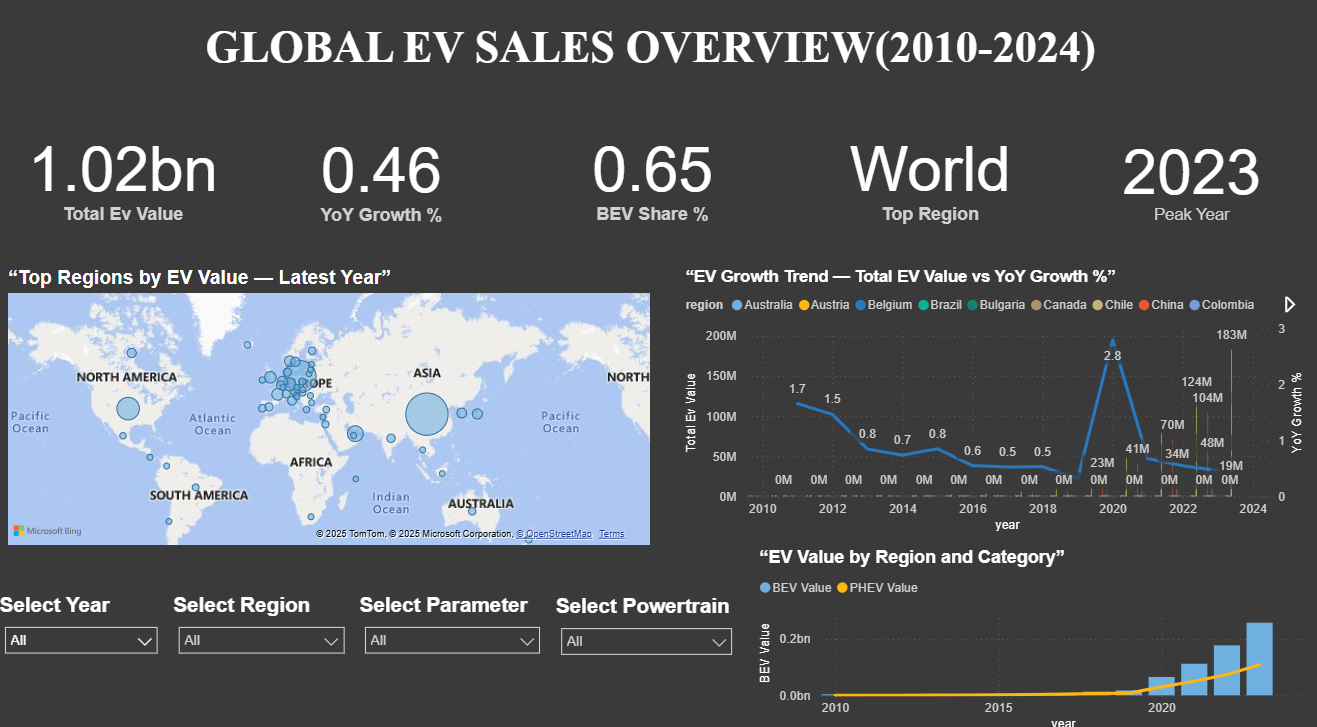 GLOBAL EV SALES OVERVIEW(2010-2024)
1.02bn
Total Ev Value
0.46
YoY Growth %
0.65
BEV Share %
World
Top Region
2023
Peak Year
“Top Regions by EV Value — Latest Year”
NORTH AMERICA
ASIA
NORTH
OPE
Pacific
Ocean
Atlantic
Ocean
Pacific
Ocean
AFRICA
SOUTH AMERICA
Indian
Ocean
AUSTRALIA
Microsoft Bing
© 2025 TomTom, © 2025 Microsoft Corporation, © OpenStreetMap Terms
“EV Growth Trend — Total EV Value vs YoY Growth %”
region Australia Austria Belgium Brazil Bulgaria Canada Chile China Colombia
Total Ev Value
200M
150M
100M
50M
0M
1.7
1.5
0.8
0.7
0.8
0.6
0.5
0.5
2.8
0M 0M 0M 0M 0M 0M 0M 0M 0M 0M 0M 0M 0M 0M
23M
41M
70M
34M
124M
104M
48M
183M
19M
3
2
1
0
YoY Growth %
2010 2012 2014 2016 2018 2020 2022 2024
year
“EV Value by Region and Category”
BEV Value PHEV Value
BEV Value
0.2bn
0.0bn
2010 2015 2020
year
Select Year
All
Select Region
All
Select Parameter
All
Select Powertrain
All